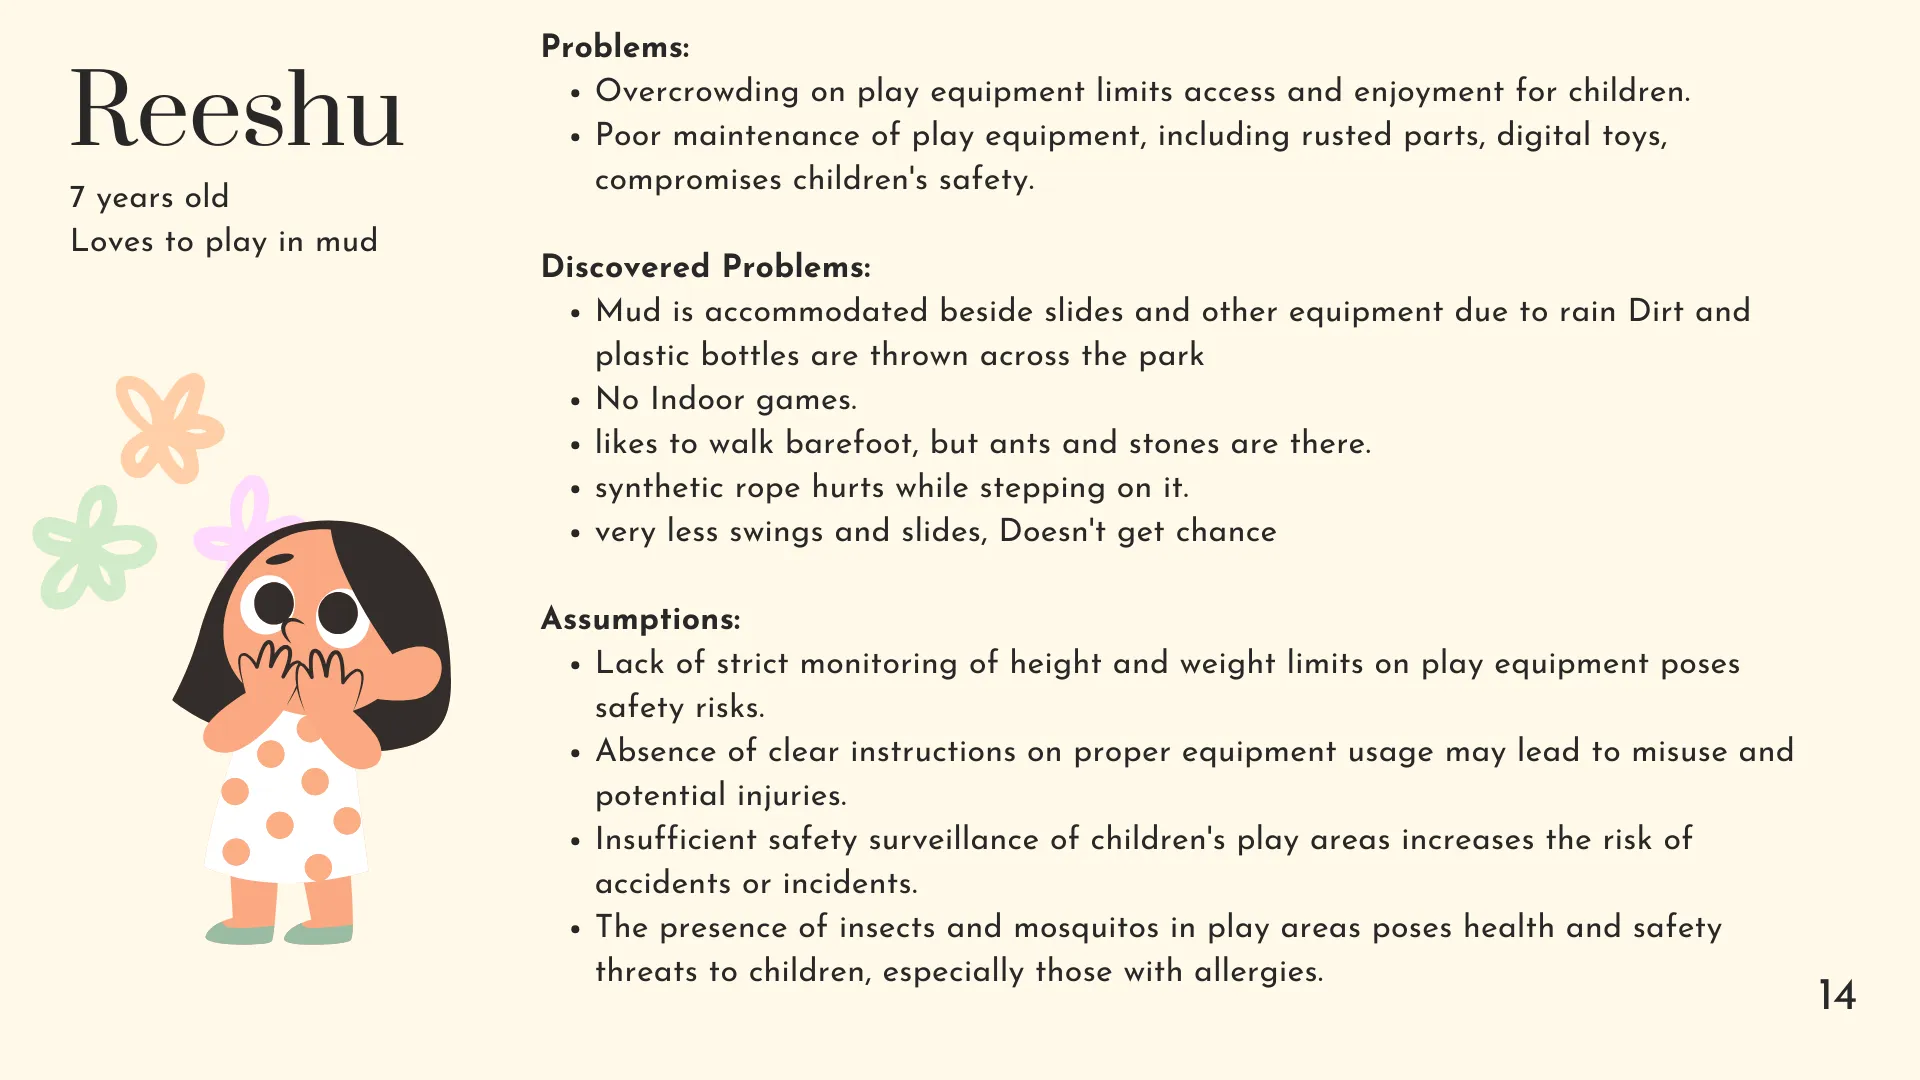 Reeshu
7 years old
Loves to play in mud
Problems:
• Overcrowding on play equipment limits access and enjoyment for children.
• Poor maintenance of play equipment, including rusted parts, digital toys,
compromises children's safety.
Discovered Problems:
• Mud is accommodated beside slides and other equipment due to rain Dirt and
plastic bottles are thrown across the park
• No Indoor games.
• likes to walk barefoot, but ants and stones are there.
• synthetic rope hurts while stepping on it.
• very less swings and slides, Doesn't get chance
Assumptions:
• Lack of strict monitoring of height and weight limits on play equipment poses
safety risks.
• Absence of clear instructions on proper equipment usage may lead to misuse and
potential injuries.
• Insufficient safety surveillance of children's play areas increases the risk of
accidents or incidents.
• The presence of insects and mosquitos in play areas poses health and safety
threats to children, especially those with allergies.
14